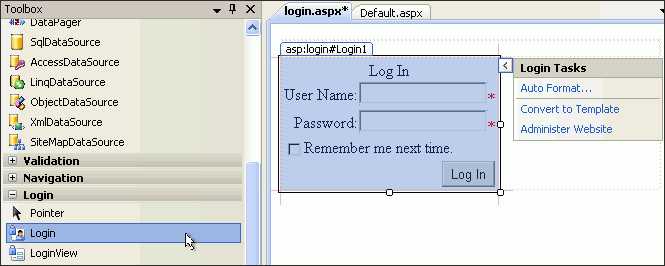 Toolbox
DataPager
SqlDataSource
AccessDataSource
LinqDataSource
ObjectDataSource
XmlDataSource
SiteMapDataSource
Validation
Navigation
Login
Pointer
Login
LoginView
login.aspx*
Default.aspx
asp:login#Login1
Log In
User Name:
*
Password:
*
Remember me next time.
Log In
Login Tasks
Auto Format...
Convert to Template
Administer Website